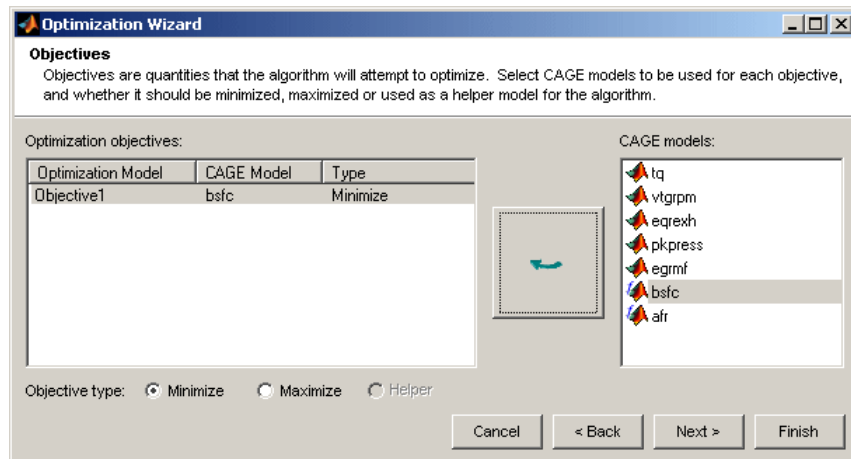 Optimization Wizard
Objectives
Objectives are quantities that the algorithm will attempt to optimize. Select CAGE models to be used for each objective,
and whether it should be minimized, maximized or used as a helper model for the algorithm.
Optimization objectives:
CAGE models:
Optimization Model CAGE Model Type
Objective1 bsfc Minimize
tq
vtgrpm
eqrexh
pkpress
egrmf
bsfc
afr
Objective type: Minimize Maximize Helper
Cancel < Back Next > Finish